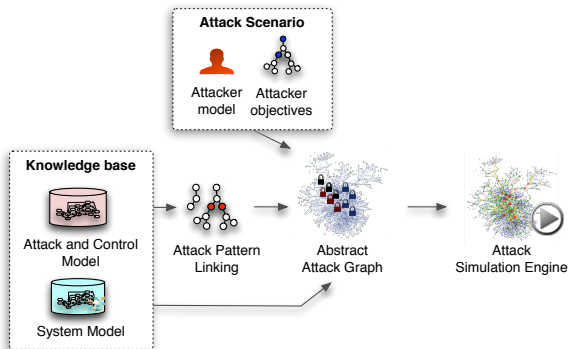 Attack Scenario
Attacker
model
Attacker
objectives
Knowledge base
Attack and Control
Model
System Model
Attack Pattern
Linking
Abstract
Attack Graph
Attack
Simulation Engine